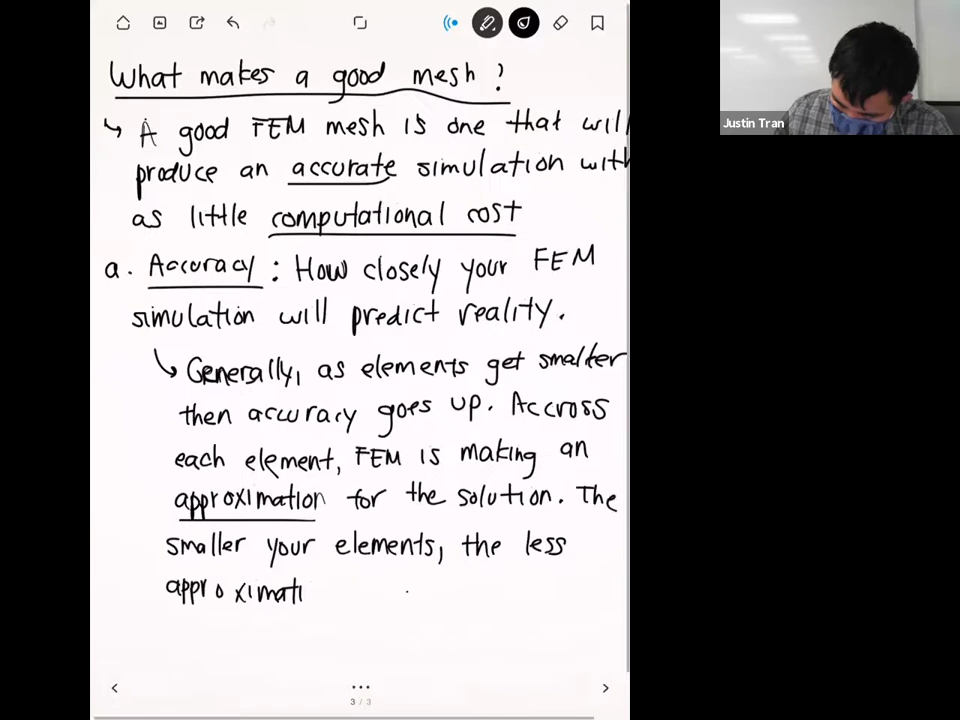 What makes a good mesh?
↳ A good FEM mesh is one that will
produce an accurate simulation with
as little computational cost
a. Accuracy: How closely your FEM
simulation will predict reality.
↳ Generally, as elements get smaller
then accuracy goes up. Accross
each element, FEM is making an
approximation for the solution. The
smaller your elements, the less
approximati
3 / 3
Justin Tran